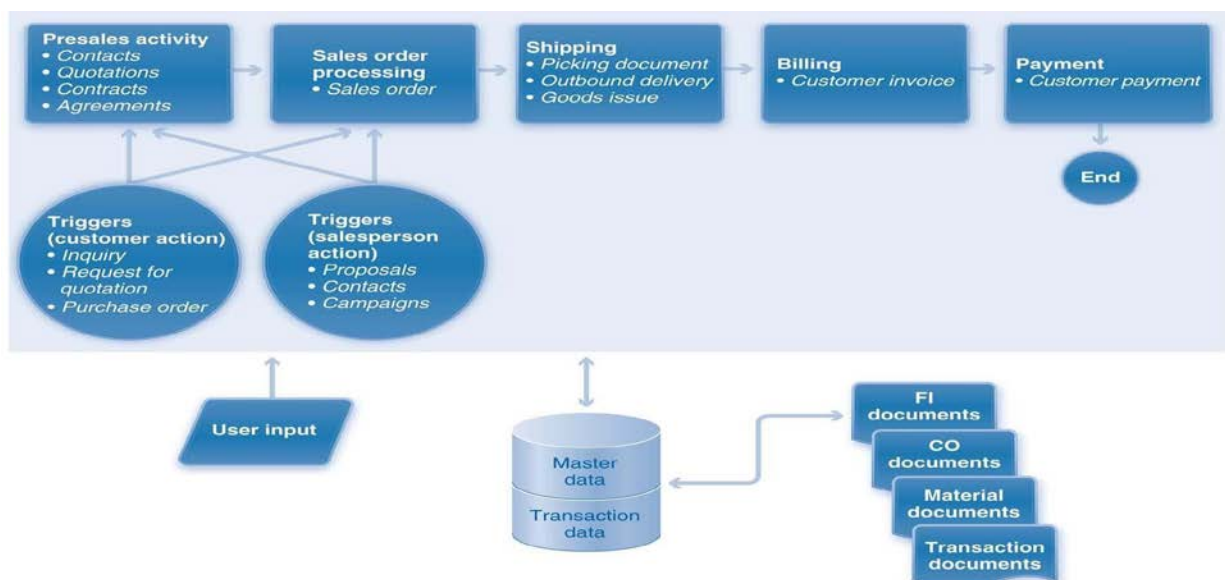 Presales activity
• Contacts
• Quotations
• Contracts
• Agreements
Sales order
processing
• Sales order
Shipping
• Picking document
• Outbound delivery
• Goods issue
Billing
• Customer invoice
Payment
• Customer payment
End
Triggers
(customer action)
• Inquiry
• Request for
quotation
• Purchase order
Triggers
(salesperson
action)
• Proposals
• Contacts
• Campaigns
User input
Master
data
Transaction
data
FI
documents
CO
documents
Material
documents
Transaction
documents